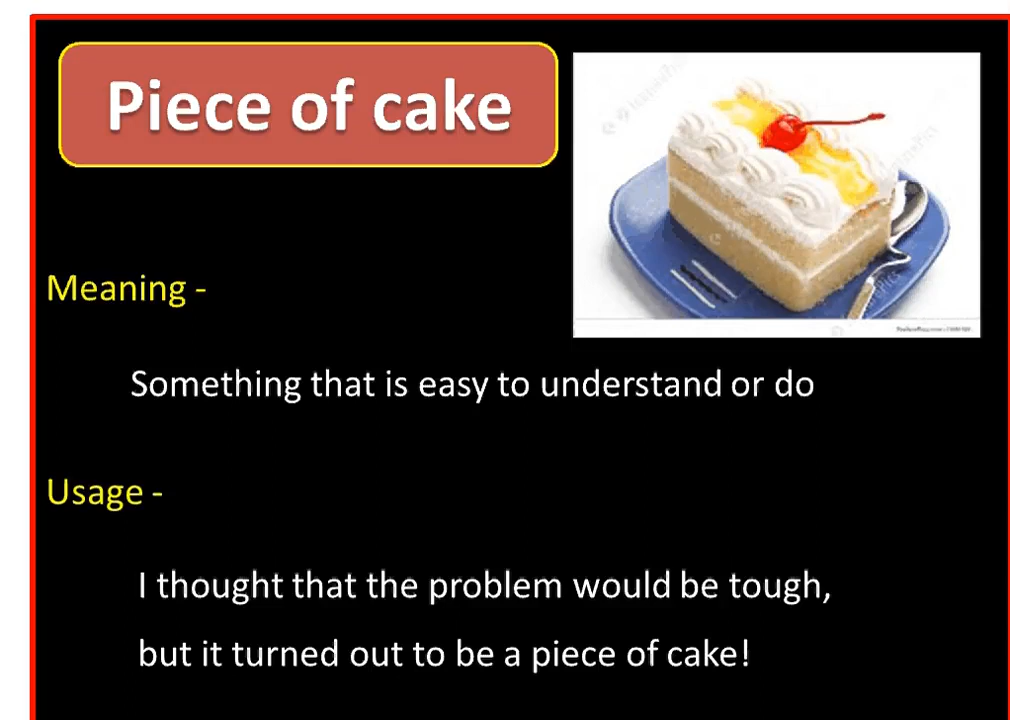 Piece of cake
Meaning -
Something that is easy to understand or do
Usage -
I thought that the problem would be tough,
but it turned out to be a piece of cake!